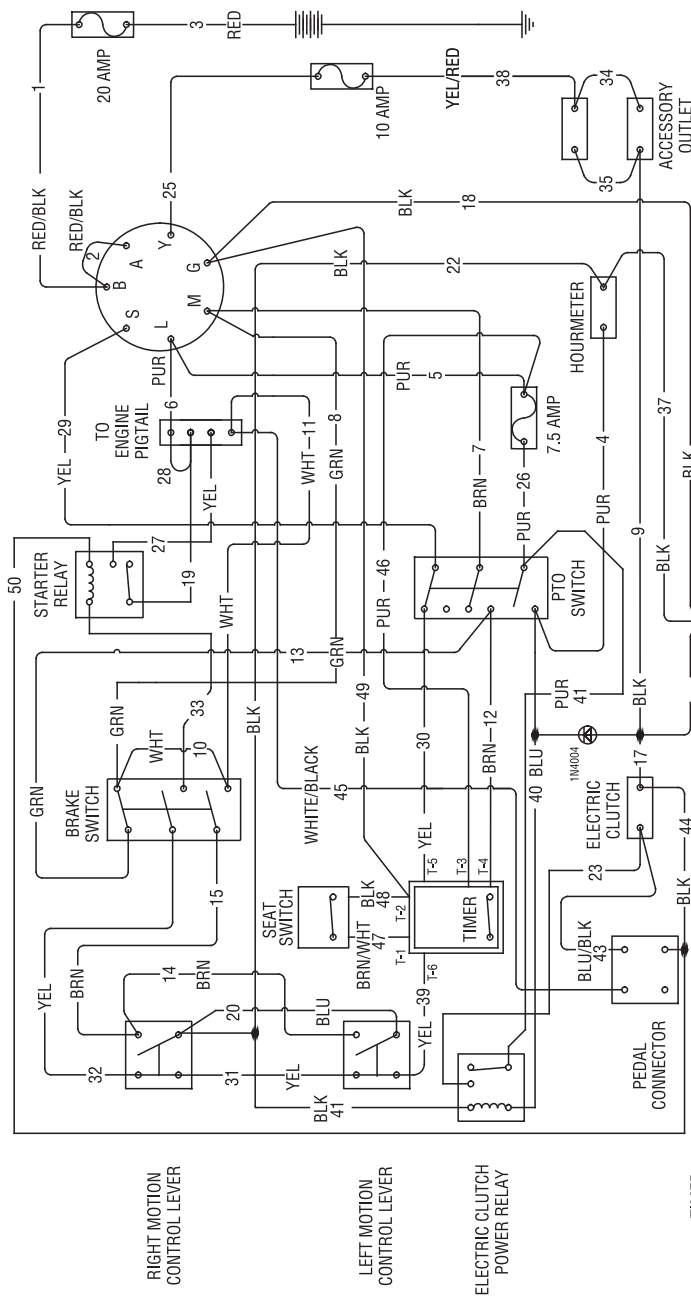 RIGHT MOTION
CONTROL LEVER
LEFT MOTION
CONTROL LEVER
ELECTRIC CLUTCH
POWER RELAY
50
STARTER
RELAY
YEL
29
RED/BLK
1
20 AMP
3
RED
RED/BLK
2
S
B
A
L
Y
M
G
PUR
6
TO
ENGINE
PIGTAIL
28
YEL
27
19
WHT
11
GRN
8
25
10 AMP
YEL/RED
38
34
35
ACCESSORY
OUTLET
GRN
BRAKE
SWITCH
GRN
WHT
10
33
WHT
13
GRN
YEL
BRN
15
32
14
BRN
20
BLU
31
YEL
BLK
WHITE/BLACK
45
SEAT
SWITCH
BLK
48
BRN/WHT
47
BLK
49
PUR
46
PUR
5
BLK
22
BLK
18
BRN
7
7.5 AMP
PUR
26
HOURMETER
PUR
4
37
BLK
BLK
9
BLK
PTO
SWITCH
YEL
30
BRN
12
40
BLU
PUR
41
1N4004
T-1
T-2
T-3
T-4
T-5
T-6
TIMER
YEL
39
BLK
41
ELECTRIC
CLUTCH
17
23
44
BLK
BLU/BLK
43
PEDAL
CONNECTOR